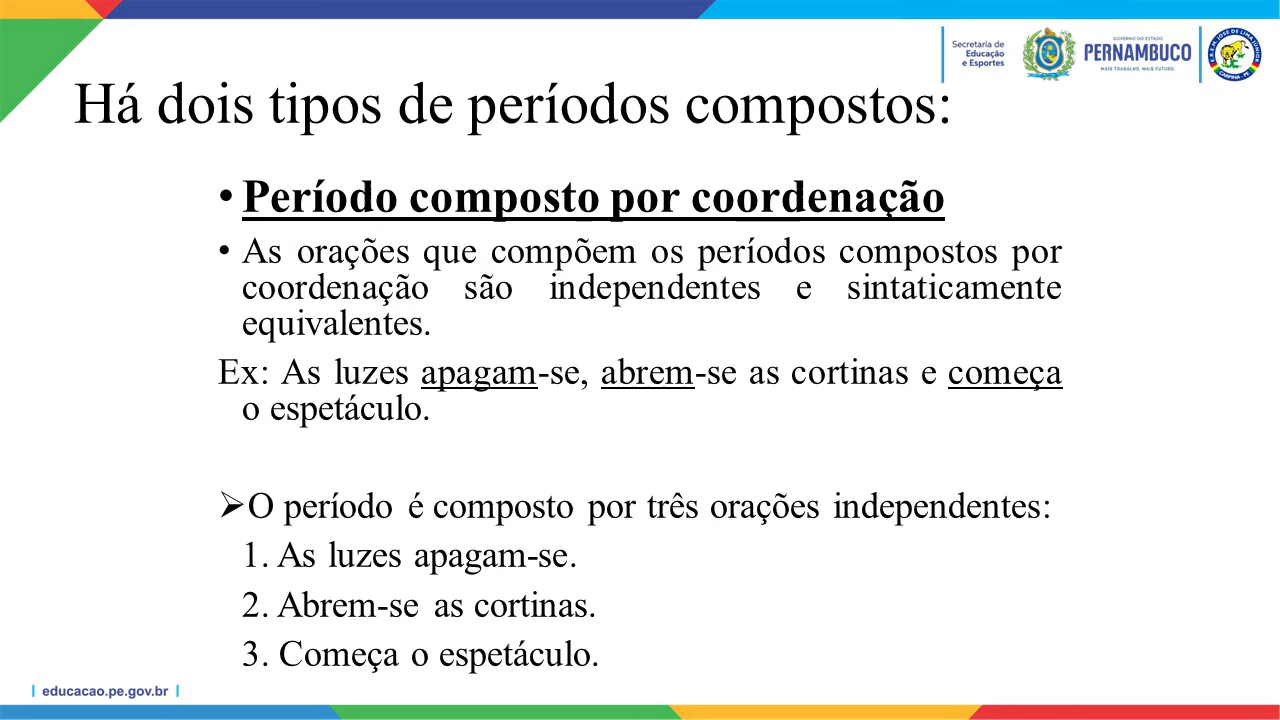 Secretaria de
Educação
e Esportes
GOVERNO DO ESTADO
PERNAMBUCO
MAIS TRABALHO, MAIS FUTURO.
Há dois tipos de períodos compostos:
• Período composto por coordenação
• As orações que compõem os períodos compostos por
coordenação são independentes e sintaticamente
equivalentes.
Ex: As luzes apagam-se, abrem-se as cortinas e começa
o espetáculo.
➢O período é composto por três orações independentes:
1. As luzes apagam-se.
2. Abrem-se as cortinas.
3. Começa o espetáculo.
educacao.pe.gov.br